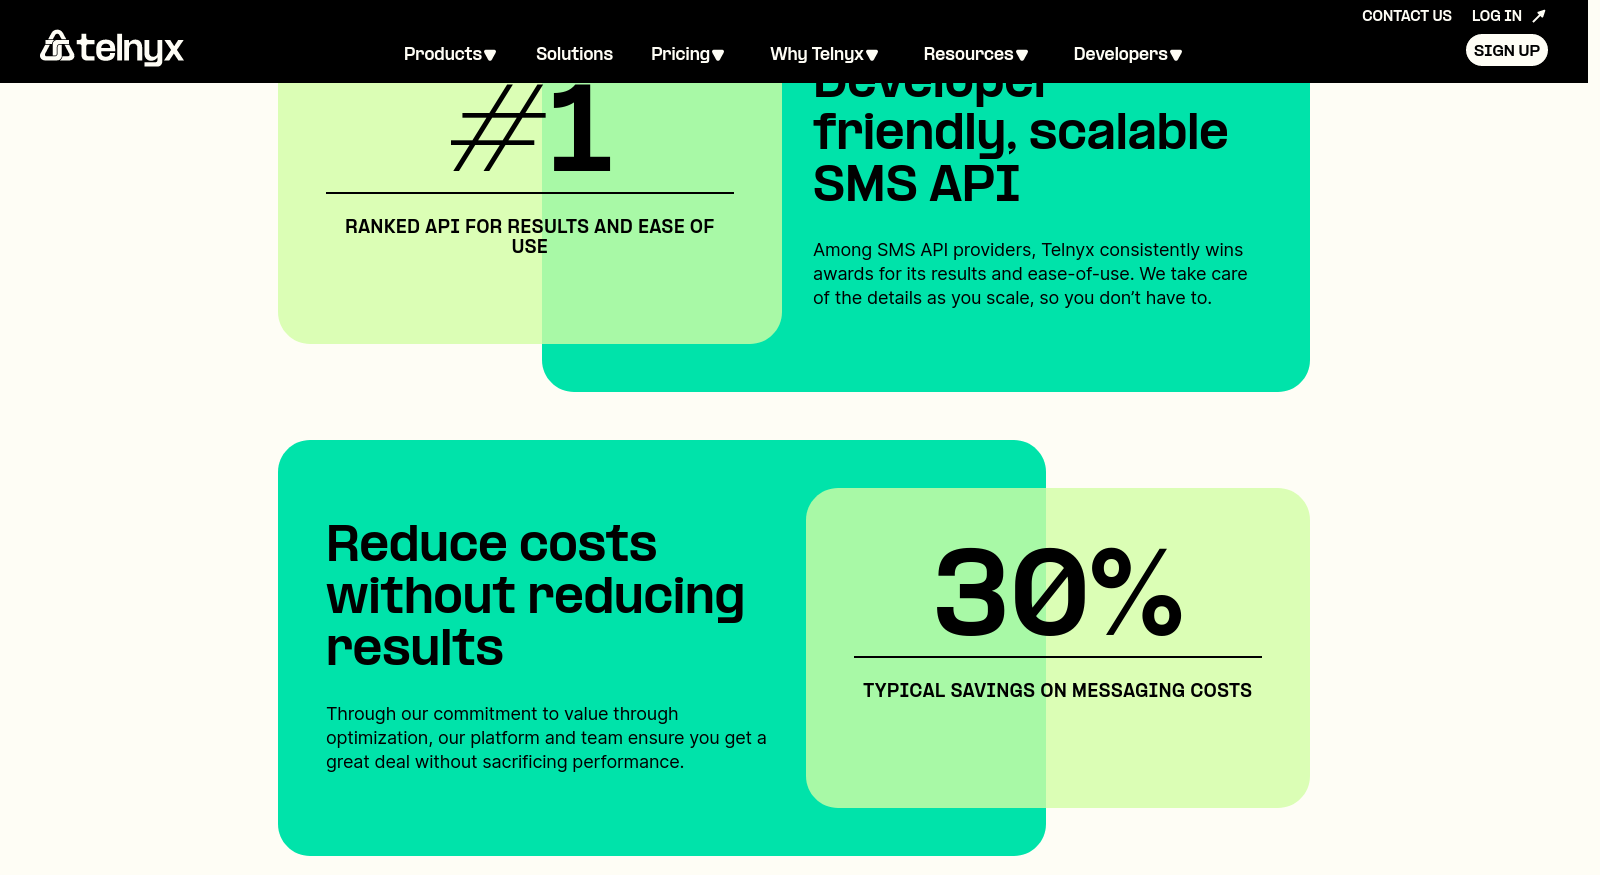 CONTACT US LOG IN
telnyx
Products Solutions Pricing Why Telnyx Resources Developers
SIGN UP
#1
RANKED API FOR RESULTS AND EASE OF
USE
Developer
friendly, scalable
SMS API
Among SMS API providers, Telnyx consistently wins
awards for its results and ease-of-use. We take care
of the details as you scale, so you don’t have to.
Reduce costs
without reducing
results
Through our commitment to value through
optimization, our platform and team ensure you get a
great deal without sacrificing performance.
30%
TYPICAL SAVINGS ON MESSAGING COSTS